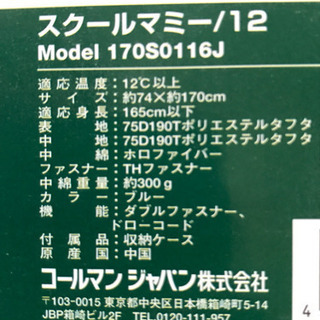 スクールマミー/12
Model 170S0116J
適応温度：12℃以上
サイズ：約74×約170cm
適応身長：165cm以下
表地：75D190Tポリエステルタフタ
中地：75D190Tポリエステルタフタ
中綿：ホロファイバー
ファスナー：THファスナー
中綿重量：約300g
カラー：ブルー
機能：ダブルファスナー、
ドローコード
付属品：収納ケース
原産国：中国
コールマン ジャパン株式会社
〒103-0015 東京都中央区日本橋箱崎町5-14
JBP箱崎ビル2F TEL.0120-111-957
4